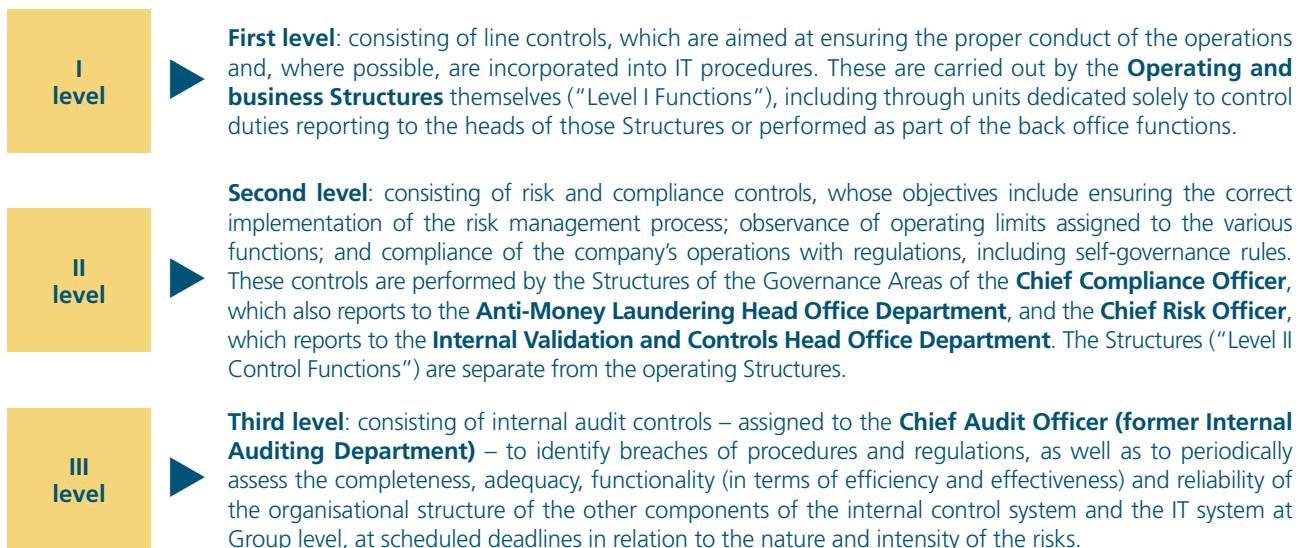 I
level
First level: consisting of line controls, which are aimed at ensuring the proper conduct of the operations
and, where possible, are incorporated into IT procedures. These are carried out by the Operating and
business Structures themselves (“Level I Functions”), including through units dedicated solely to control
duties reporting to the heads of those Structures or performed as part of the back office functions.
II
level
Second level: consisting of risk and compliance controls, whose objectives include ensuring the correct
implementation of the risk management process; observance of operating limits assigned to the various
functions; and compliance of the company’s operations with regulations, including self-governance rules.
These controls are performed by the Structures of the Governance Areas of the Chief Compliance Officer,
which also reports to the Anti-Money Laundering Head Office Department, and the Chief Risk Officer,
which reports to the Internal Validation and Controls Head Office Department. The Structures (“Level II
Control Functions”) are separate from the operating Structures.
III
level
Third level: consisting of internal audit controls – assigned to the Chief Audit Officer (former Internal
Auditing Department) – to identify breaches of procedures and regulations, as well as to periodically
assess the completeness, adequacy, functionality (in terms of efficiency and effectiveness) and reliability of
the organisational structure of the other components of the internal control system and the IT system at
Group level, at scheduled deadlines in relation to the nature and intensity of the risks.